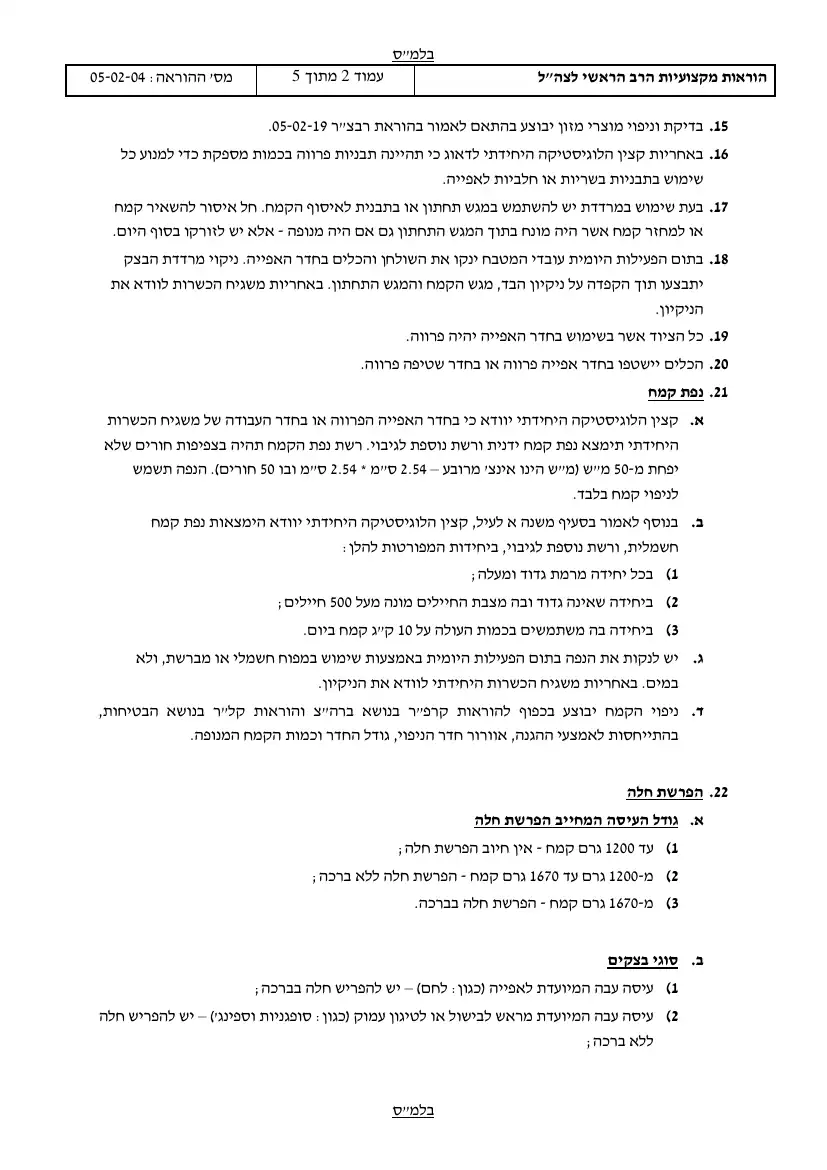 בלמ״ס
הוראות מקצועיות הרב הראשי לצה״ל
עמוד 2 מתוך 5
מס׳ ההוראה: 05-02-04
15. בדיקת וניפוי מוצרי מזון יבוצע בהתאם לאמור בהוראת רבצ״ר 05-02-19.
16. באחריות קצין הלוגיסטיקה היחידתי לדאוג כי תהיינה תבניות פרווה בכמות מספקת כדי למנוע כל
שימוש בתבניות בשריות או חלביות לאפייה.
17. בעת שימוש במרדדת יש להשתמש במגש תחתון או בתבנית לאיסוף הקמח. חל איסור להשאיר קמח
או למחזר קמח אשר היה מונח בתוך המגש התחתון גם אם היה מנופה - אלא יש לזורקו בסוף היום.
18. בתום הפעילות היומית עובדי המטבח ינקו את השולחן והכלים בחדר האפייה. ניקוי מרדדת הבצק
יתבצעו תוך הקפדה על ניקיון הבד, מגש הקמח והמגש התחתון. באחריות משגיח הכשרות לוודא את
הניקיון.
19. כל הציוד אשר בשימוש בחדר האפייה יהיה פרווה.
20. הכלים יישטפו בחדר אפייה פרווה או בחדר שטיפה פרווה.
21. נפת קמח
א. קצין הלוגיסטיקה היחידתי יוודא כי בחדר האפייה הפרווה או בחדר העבודה של משגיח הכשרות
היחידתי תימצא נפת קמח ידנית ורשת נוספת לגיבוי. רשת נפת הקמח תהיה בצפיפות חורים שלא
יפחת מ-50 מ״ש (מ״ש הינו אינצ׳ מרובע – 2.54 ס״מ * 2.54 ס״מ ובו 50 חורים). הנפה תשמש
לניפוי קמח בלבד.
ב. בנוסף לאמור בסעיף משנה א לעיל, קצין הלוגיסטיקה היחידתי יוודא הימצאות נפת קמח
חשמלית, ורשת נוספת לגיבוי, ביחידות המפורטות להלן:
1) בכל יחידה מרמת גדוד ומעלה;
2) ביחידה שאינה גדוד ובה מצבת החיילים מונה מעל 500 חיילים;
3) ביחידה בה משתמשים בכמות העולה על 10 ק״ג קמח ביום.
ג. יש לנקות את הנפה בתום הפעילות היומית באמצעות שימוש במפוח חשמלי או מברשת, ולא
במים. באחריות משגיח הכשרות היחידתי לוודא את הניקיון.
ד. ניפוי הקמח יבוצע בכפוף להוראות קרפ״ר בנושא ברה״צ והוראות קל״ר בנושא הבטיחות,
בהתייחסות לאמצעי ההגנה, אוורור חדר הניפוי, גודל החדר וכמות הקמח המנופה.
22. הפרשת חלה
א. גודל העיסה המחייב הפרשת חלה
1) עד 1200 גרם קמח - אין חיוב הפרשת חלה;
2) מ-1200 גרם עד 1670 גרם קמח - הפרשת חלה ללא ברכה;
3) מ-1670 גרם קמח - הפרשת חלה בברכה.
ב. סוגי בצקים
1) עיסה עבה המיועדת לאפייה (כגון: לחם) – יש להפריש חלה בברכה;
2) עיסה עבה המיועדת מראש לבישול או לטיגון עמוק (כגון: סופגניות וספינג׳) – יש להפריש חלה
ללא ברכה;
בלמ״ס